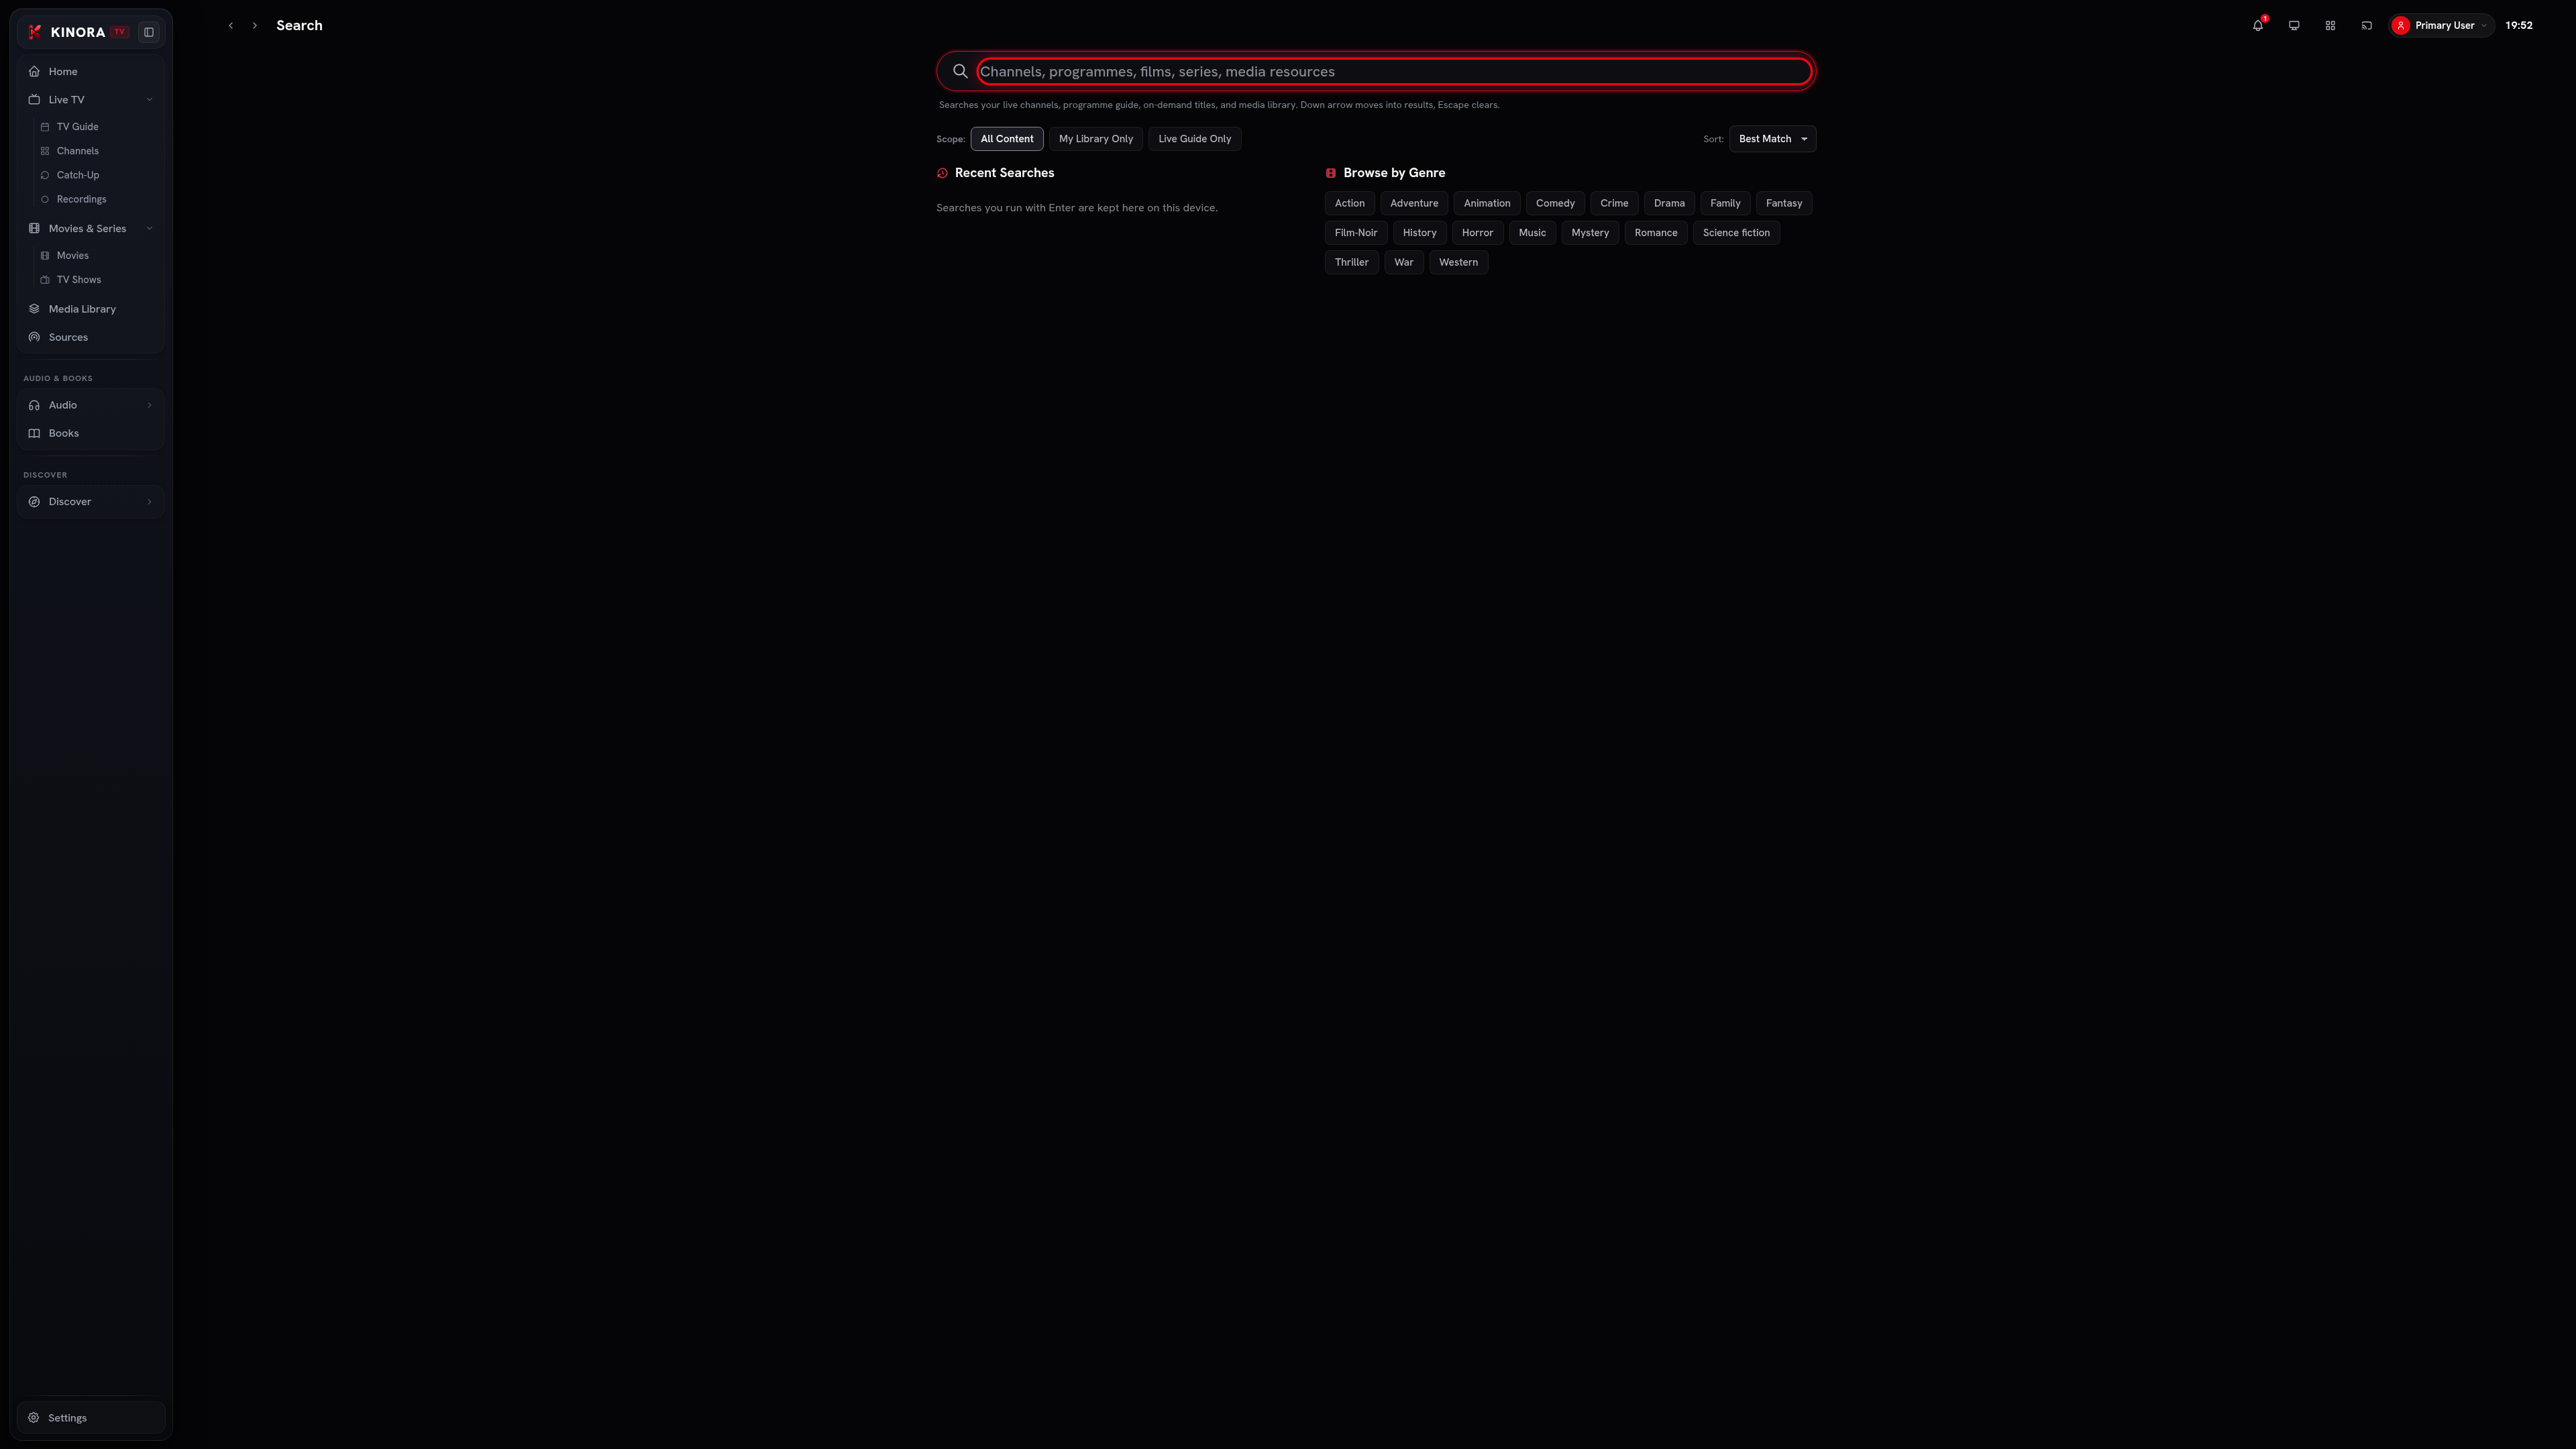 KINORA TV
Home
Live TV
TV Guide
Channels
Catch-Up
Recordings
Movies & Series
Movies
TV Shows
Media Library
Sources
AUDIO & BOOKS
Audio
Books
DISCOVER
Discover
Settings
Search
1
Primary User
19:52
Channels, programmes, films, series, media resources
Searches your live channels, programme guide, on-demand titles, and media library. Down arrow moves into results, Escape clears.
Scope: All Content My Library Only Live Guide Only
Sort: Best Match
Recent Searches
Searches you run with Enter are kept here on this device.
Browse by Genre
Action Adventure Animation Comedy Crime Drama Family Fantasy
Film-Noir History Horror Music Mystery Romance Science fiction
Thriller War Western